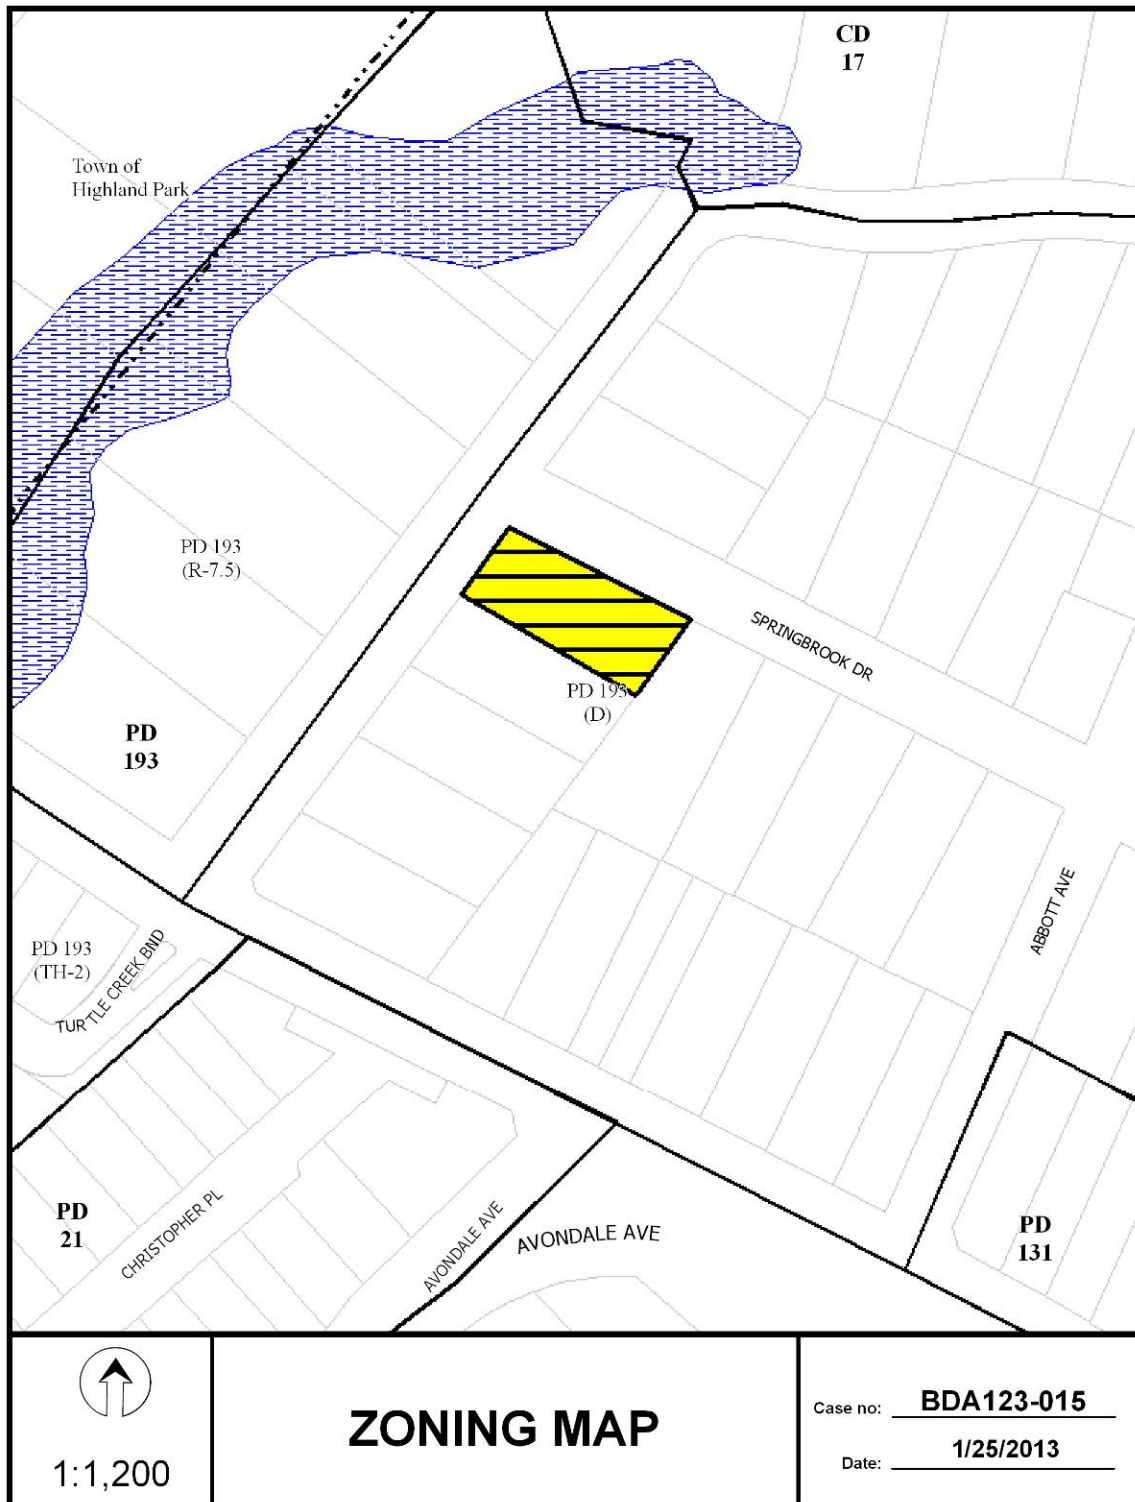 CD
17
Town of
Highland Park
PD 193
(R-7.5)
SPRINGBROOK DR
PD 193
(D)
PD
193
ABBOTT AVE
PD 193
(TH-2)
TURTLE CREEK BND
PD
21
CHRISTOPHER PL
AVONDALE AVE
AVONDALE AVE
PD
131
1:1,200
ZONING MAP
Case no: BDA123-015
Date: 1/25/2013